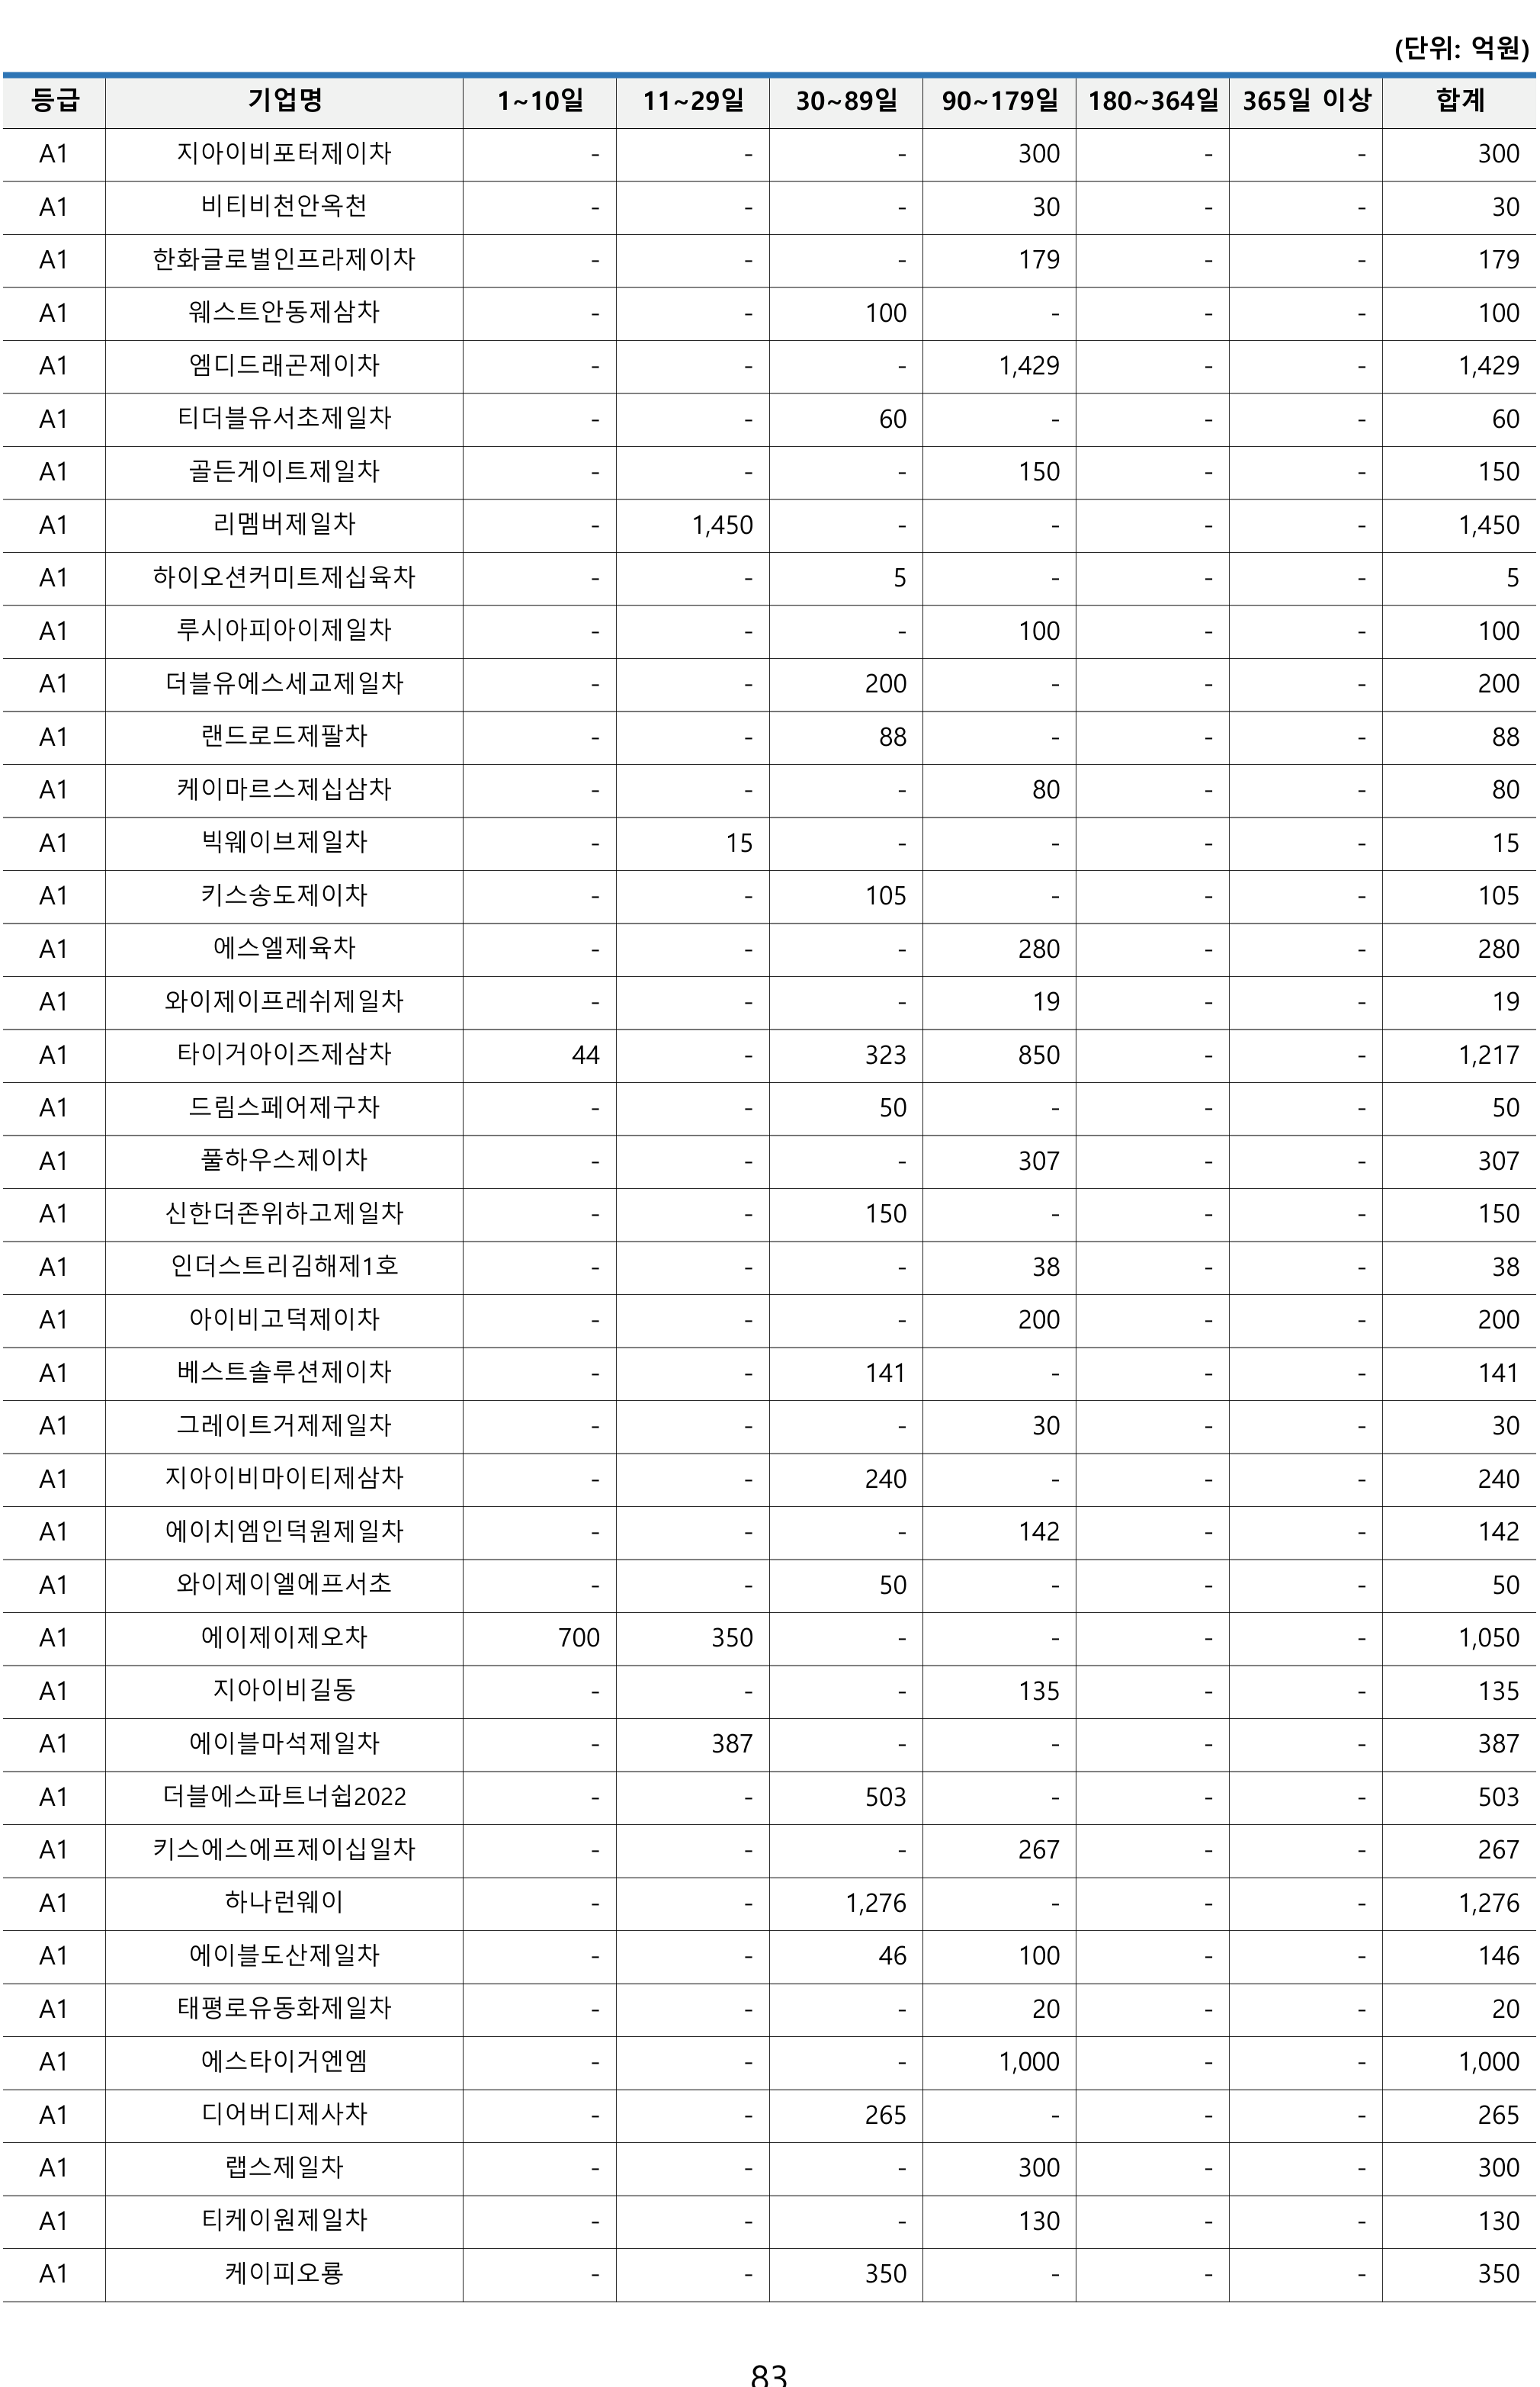 (단위: 억원)
등급 기업명 1~10일 11~29일 30~89일 90~179일 180~364일 365일 이상 합계
A1 지아이비포터제이차 - - - 300 - - 300
A1 비티비천안옥천 - - - 30 - - 30
A1 한화글로벌인프라제이차 - - - 179 - - 179
A1 웨스트안동제삼차 - - 100 - - - 100
A1 엠디드래곤제이차 - - - 1,429 - - 1,429
A1 티더블유서초제일차 - - 60 - - - 60
A1 골든게이트제일차 - - - 150 - - 150
A1 리멤버제일차 - 1,450 - - - - 1,450
A1 하이오션커미트제십육차 - - 5 - - - 5
A1 루시아피아이제일차 - - - 100 - - 100
A1 더블유에스세교제일차 - - 200 - - - 200
A1 랜드로드제팔차 - - 88 - - - 88
A1 케이마르스제십삼차 - - - 80 - - 80
A1 빅웨이브제일차 - 15 - - - - 15
A1 키스송도제이차 - - 105 - - - 105
A1 에스엘제육차 - - - 280 - - 280
A1 와이제이프레쉬제일차 - - - 19 - - 19
A1 타이거아이즈제삼차 44 - 323 850 - - 1,217
A1 드림스페어제구차 - - 50 - - - 50
A1 풀하우스제이차 - - - 307 - - 307
A1 신한더존위하고제일차 - - 150 - - - 150
A1 인더스트리김해제1호 - - - 38 - - 38
A1 아이비고덕제이차 - - - 200 - - 200
A1 베스트솔루션제이차 - - 141 - - - 141
A1 그레이트거제제일차 - - - 30 - - 30
A1 지아이비마이티제삼차 - - 240 - - - 240
A1 에이치엠인덕원제일차 - - - 142 - - 142
A1 와이제이엘에프서초 - - 50 - - - 50
A1 에이제이제오차 700 350 - - - - 1,050
A1 지아이비길동 - - - 135 - - 135
A1 에이블마석제일차 - 387 - - - - 387
A1 더블에스파트너쉽2022 - - 503 - - - 503
A1 키스에스에프제이십일차 - - - 267 - - 267
A1 하나런웨이 - - 1,276 - - - 1,276
A1 에이블도산제일차 - - 46 100 - - 146
A1 태평로유동화제일차 - - - 20 - - 20
A1 에스타이거엔엠 - - - 1,000 - - 1,000
A1 디어버디제사차 - - 265 - - - 265
A1 랩스제일차 - - - 300 - - 300
A1 티케이원제일차 - - - 130 - - 130
A1 케이피오룡 - - 350 - - - 350
83